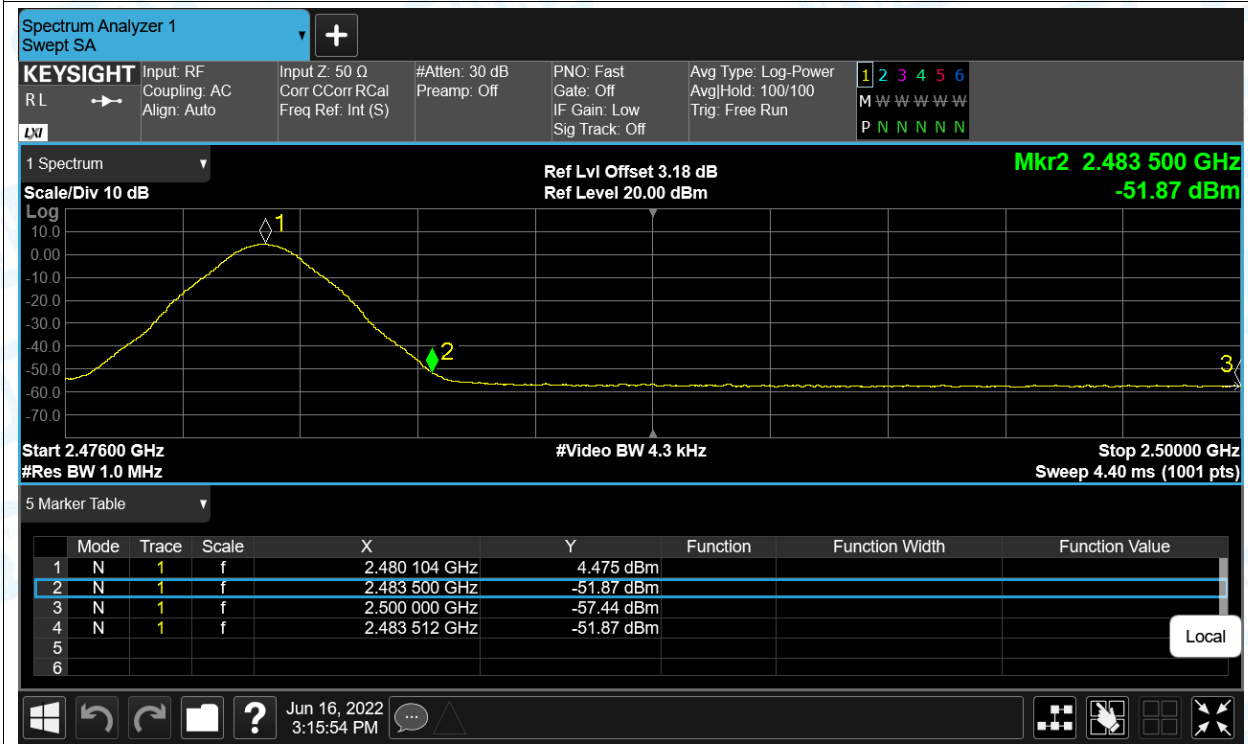 Spectrum Analyzer 1
Swept SA
+
KEYSIGHT
R L
LXI
Input: RF
Coupling: AC
Align: Auto
Input Z: 50 Ω
Corr CCorr RCal
Freq Ref: Int (S)
#Atten: 30 dB
Preamp: Off
PNO: Fast
Gate: Off
IF Gain: Low
Sig Track: Off
Avg Type: Log-Power
Avg|Hold: 100/100
Trig: Free Run
1 2 3 4 5 6
M W W W W W
P N N N N N
1 Spectrum
Scale/Div 10 dB
Ref Lvl Offset 3.18 dB
Ref Level 20.00 dBm
Mkr2 2.483 500 GHz
-51.87 dBm
Log
10.0
0.00
-10.0
-20.0
-30.0
-40.0
-50.0
-60.0
-70.0
1
2
3
Start 2.47600 GHz
#Video BW 4.3 kHz
Stop 2.50000 GHz
#Res BW 1.0 MHz
Sweep 4.40 ms (1001 pts)
5 Marker Table
Mode Trace Scale X Y Function Function Width Function Value
1 N 1 f 2.480 104 GHz 4.475 dBm
2 N 1 f 2.483 500 GHz -51.87 dBm
3 N 1 f 2.500 000 GHz -57.44 dBm
4 N 1 f 2.483 512 GHz -51.87 dBm
5
6
Local
?
Jun 16, 2022
3:15:54 PM